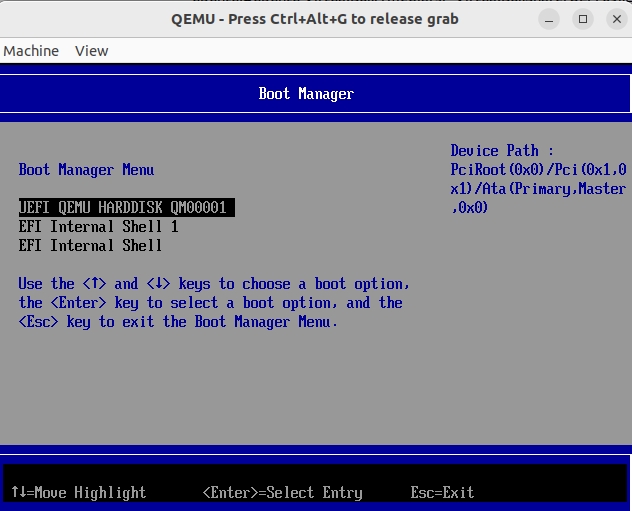 QEMU - Press Ctrl+Alt+G to release grab
Machine View
Boot Manager
Device Path :
PciRoot(0x0)/Pci(0x1,0
x1)/Ata(Primary,Master
,0x0)
Boot Manager Menu
UEFI QEMU HARDDISK QM00001
EFI Internal Shell 1
EFI Internal Shell
Use the <↑> and <↓> keys to choose a boot option,
the <Enter> key to select a boot option, and the
<Esc> key to exit the Boot Manager Menu.
↑↓=Move Highlight <Enter>=Select Entry Esc=Exit